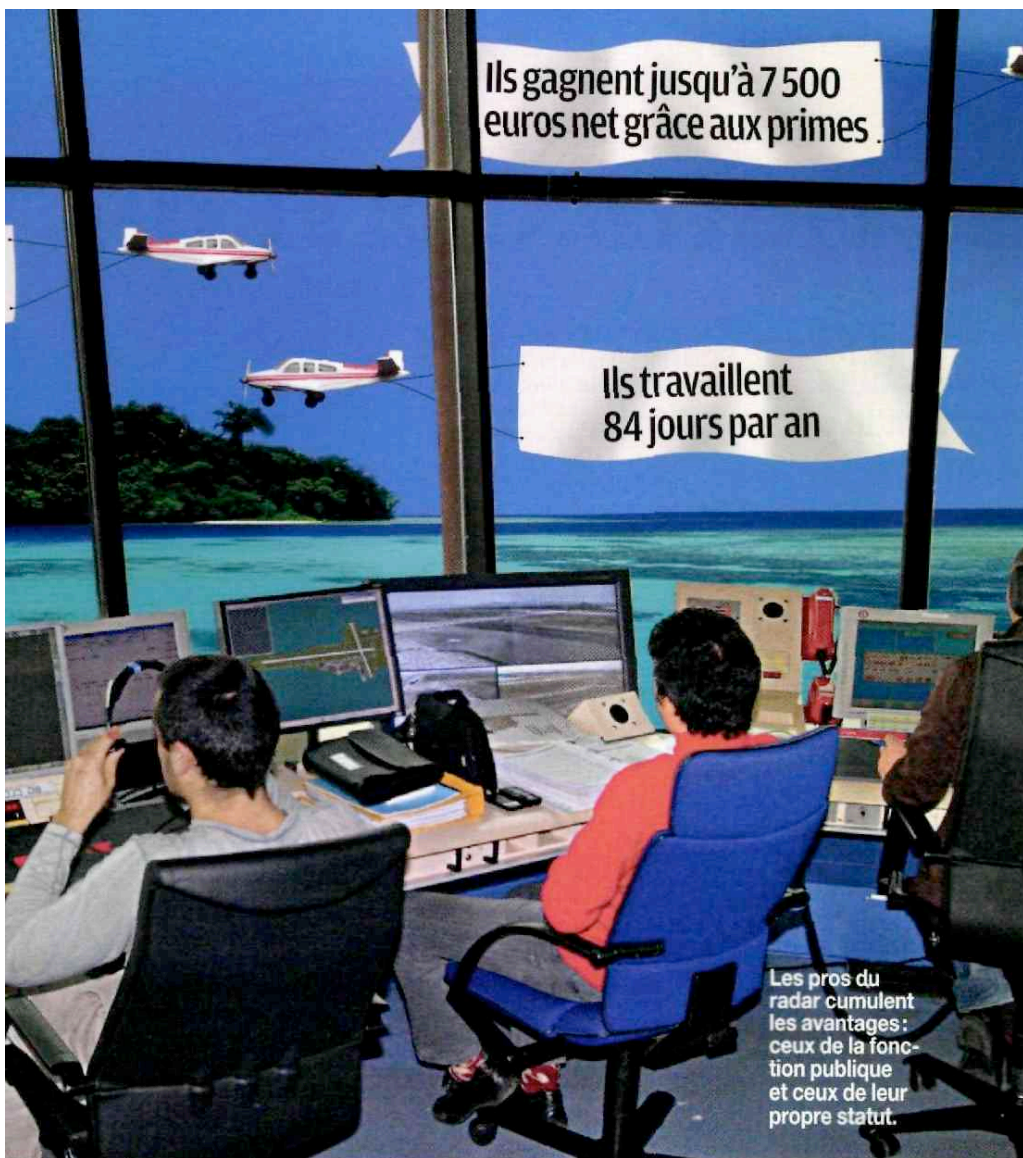 Ils gagnent jusqu'à 7 500
euros net grâce aux primes
Ils travaillent
84 jours par an
Les pros du
radar cumulent
les avantages :
ceux de la fonc-
tion publique
et ceux de leur
propre statut.